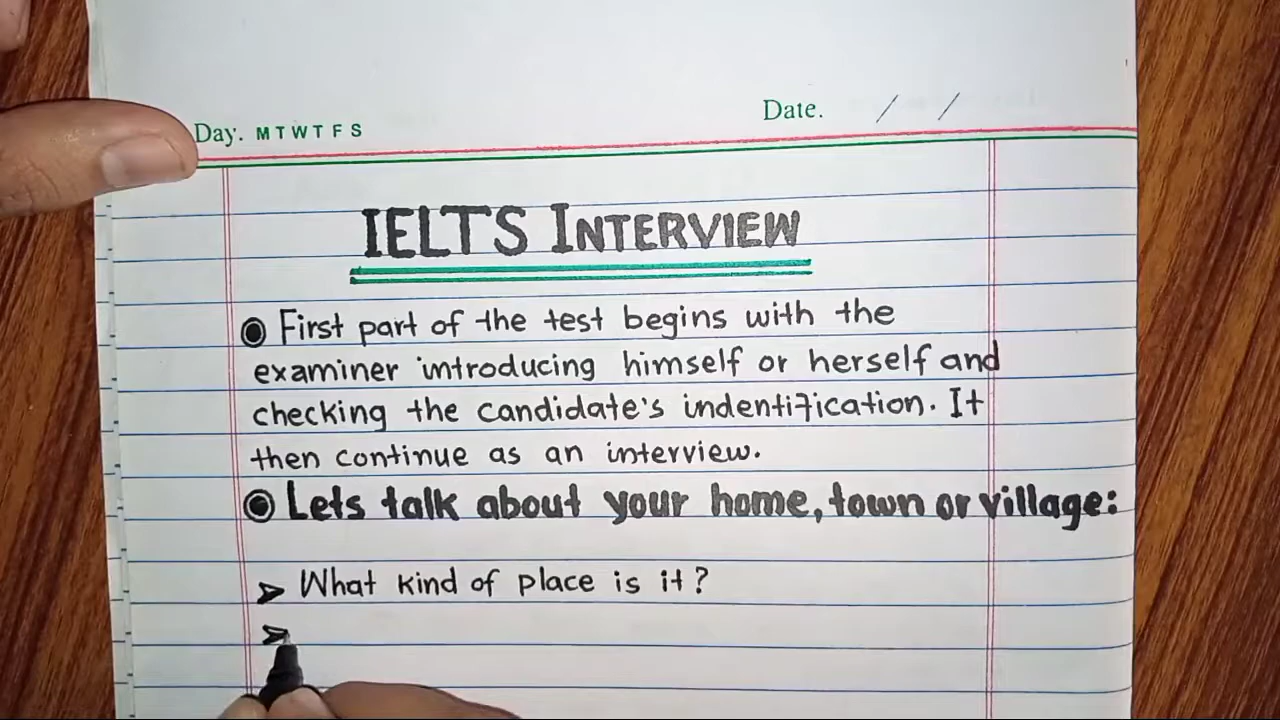 Day. M T W T F S
Date. / /
IELTS INTERVIEW
First part of the test begins with the
examiner introducing himself or herself and
checking the candidate's indentification. It
then continue as an interview.
Lets talk about your home, town or village:
➤ What kind of place is it?
➤